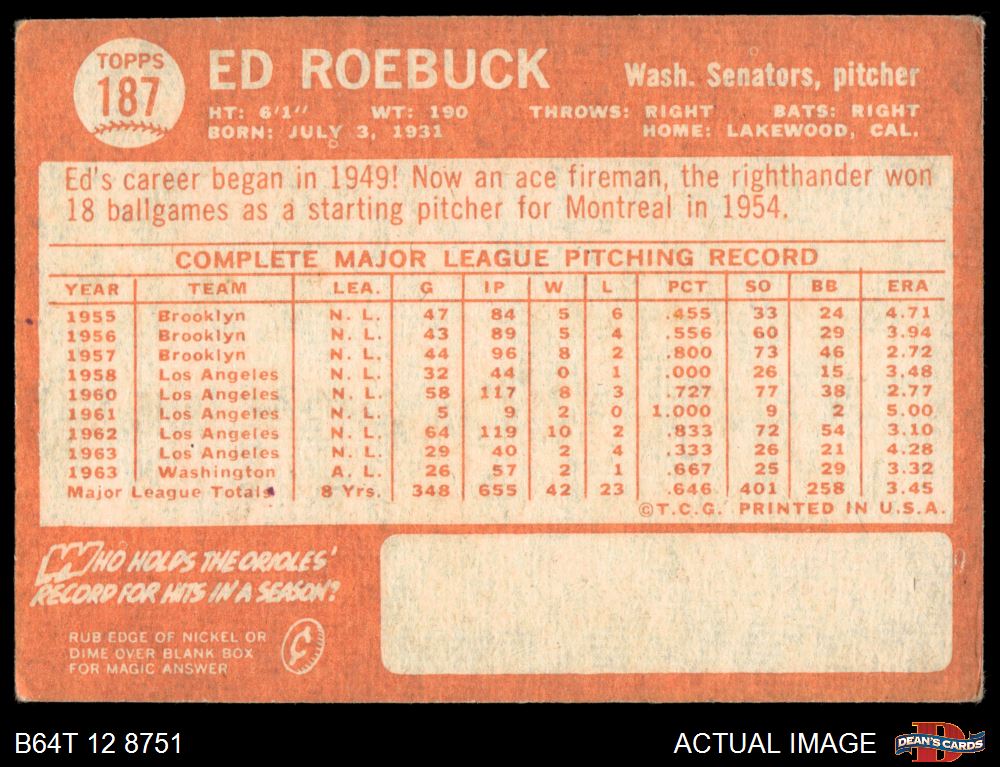 TOPPS
187
ED ROEBUCK
Wash. Senators, pitcher
HT: 6'1" WT: 190 THROWS: RIGHT BATS: RIGHT
BORN: JULY 3, 1931 HOME: LAKEWOOD, CAL.
Ed's career began in 1949! Now an ace fireman, the righthander won
18 ballgames as a starting pitcher for Montreal in 1954.
COMPLETE MAJOR LEAGUE PITCHING RECORD
YEAR TEAM LEA. G IP W L PCT SO BB ERA
1955 Brooklyn N. L. 47 84 5 6 .455 33 24 4.71
1956 Brooklyn N. L. 43 89 5 4 .556 60 29 3.94
1957 Brooklyn N. L. 44 96 8 2 .800 73 46 2.72
1958 Los Angeles N. L. 32 44 0 1 .000 26 15 3.48
1960 Los Angeles N. L. 58 117 8 3 .727 77 38 2.77
1961 Los Angeles N. L. 5 9 2 0 1.000 9 2 5.00
1962 Los Angeles N. L. 64 119 10 2 .833 72 54 3.10
1963 Los Angeles N. L. 29 40 2 4 .333 26 21 4.28
1963 Washington A. L. 26 57 2 1 .667 25 29 3.32
Major League Totals 8 Yrs. 348 655 42 23 .646 401 258 3.45
©T.C.G. PRINTED IN U.S.A.
WHO HOLDS THE ORIOLES'
RECORD FOR HITS IN A SEASON?
RUB EDGE OF NICKEL OR
DIME OVER BLANK BOX
FOR MAGIC ANSWER
¢
B64T 12 8751
ACTUAL IMAGE
D
DEAN'S CARDS